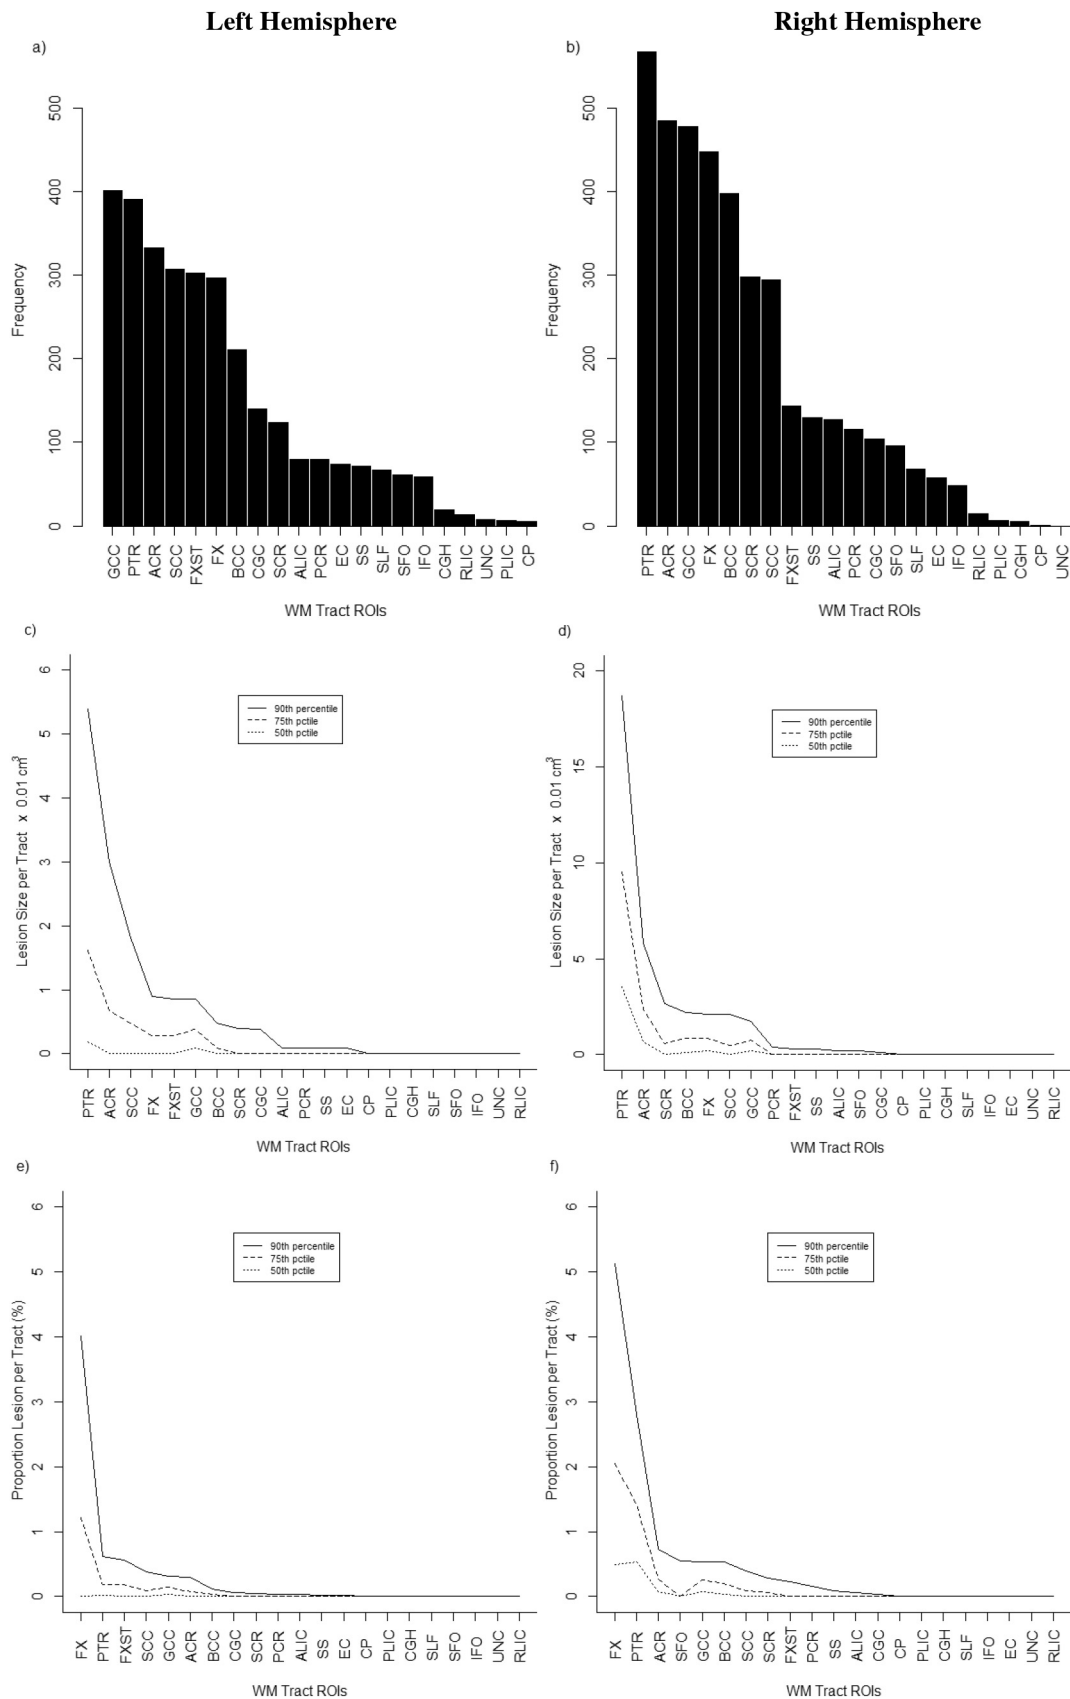 Left Hemisphere
Right Hemisphere
a)
Frequency
0
100
200
300
400
500
GCC PTR ACR SCC FXST FX BCC CGC SCR ALIC PCR EC SS SLF SFO IFO CGH RLIC UNC PLIC CP
WM Tract ROIs
b)
Frequency
0
100
200
300
400
500
PTR ACR GCC FX BCC SCR SCC FXST SS ALIC PCR CGC SFO SLF EC IFO RLIC PLIC CGH CP UNC
WM Tract ROIs
c)
Lesion Size per Tract x 0.01 cm3
0
1
2
3
4
5
6
90th percentile
75th pctile
50th pctile
PTR ACR SCC FX FXST GCC BCC SCR CGC ALIC PCR SS EC CP PLIC CGH SLF SFO IFO UNC RLIC
WM Tract ROIs
d)
Lesion Size per Tract x 0.01 cm3
0
5
10
15
20
90th percentile
75th pctile
50th pctile
PTR ACR SCR BCC FX SCC GCC PCR FXST SS ALIC SFO CGC CP PLIC CGH SLF IFO EC UNC RLIC
WM Tract ROIs
e)
Proportion Lesion per Tract (%)
0
1
2
3
4
5
6
90th percentile
75th pctile
50th pctile
FX PTR FXST SCC GCC ACR BCC CGC SCR PCR ALIC SS EC CP PLIC CGH SLF SFO IFO UNC RLIC
WM Tract ROIs
f)
Proportion Lesion per Tract (%)
0
1
2
3
4
5
6
90th percentile
75th pctile
50th pctile
FX PTR ACR SFO GCC BCC SCC SCR FXST PCR SS ALIC CGC CP PLIC CGH SLF IFO EC UNC RLIC
WM Tract ROIs